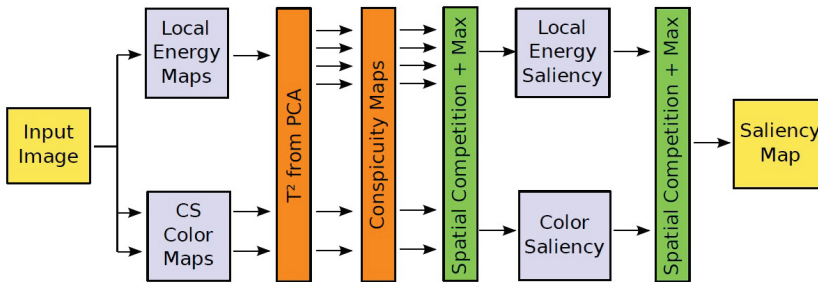 Input
Image
Local
Energy
Maps
CS
Color
Maps
T² from PCA
Conspicuity Maps
Spatial Competition + Max
Local
Energy
Saliency
Color
Saliency
Spatial Competition + Max
Saliency
Map